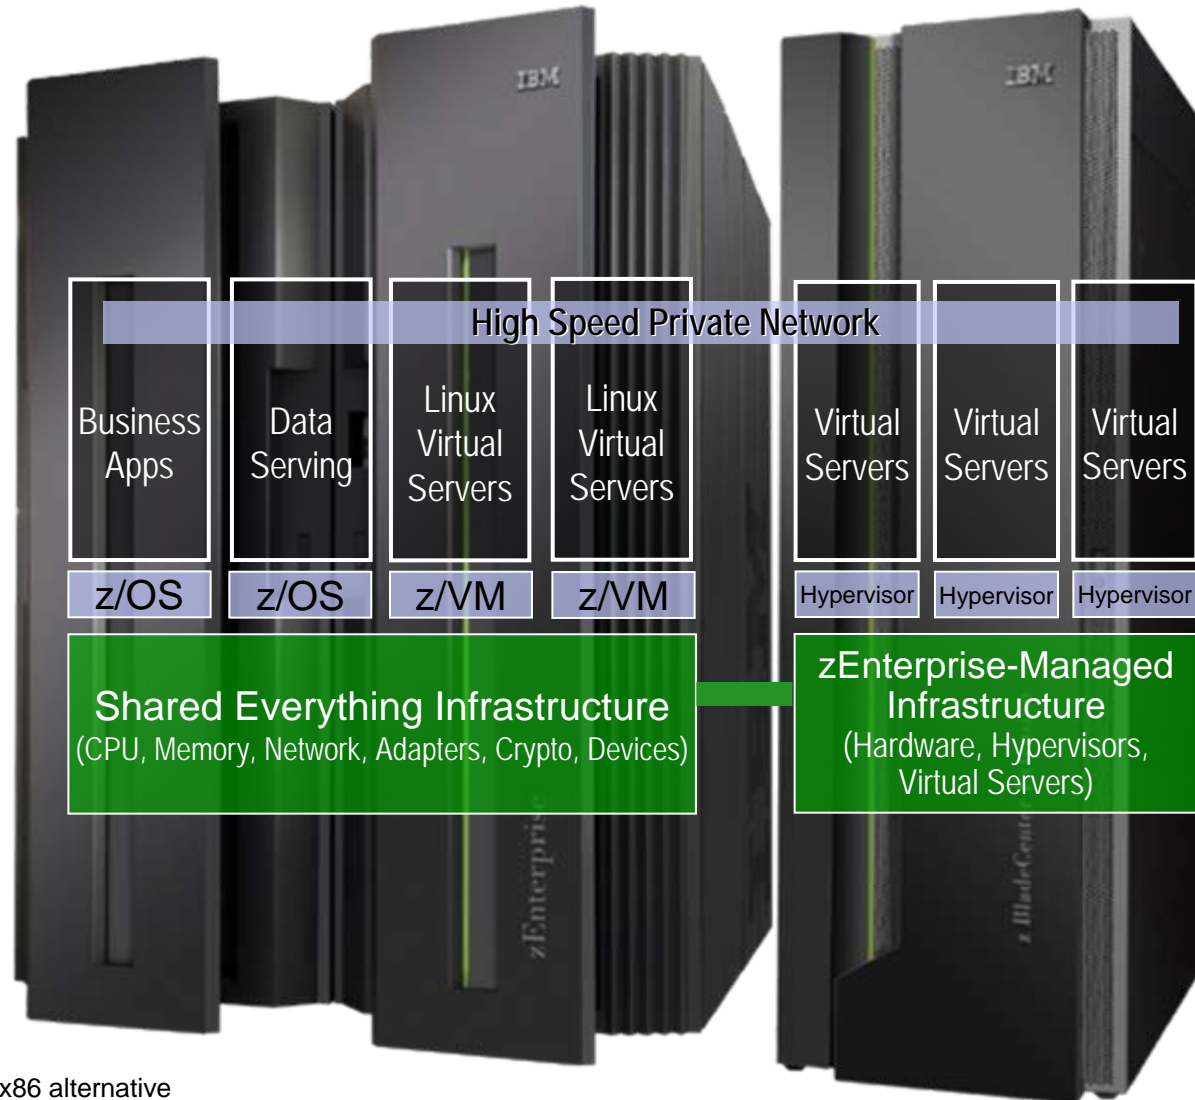 IBM
IBM
High Speed Private Network
Business
Apps
Data
Serving
Linux
Virtual
Servers
Linux
Virtual
Servers
Virtual
Servers
Virtual
Servers
Virtual
Servers
z/OS
z/OS
z/VM
z/VM
Hypervisor
Hypervisor
Hypervisor
Shared Everything Infrastructure
(CPU, Memory, Network, Adapters, Crypto, Devices)
zEnterprise-Managed
Infrastructure
(Hardware, Hypervisors,
Virtual Servers)
zEnterprise
z BladeCenter
x86 alternative